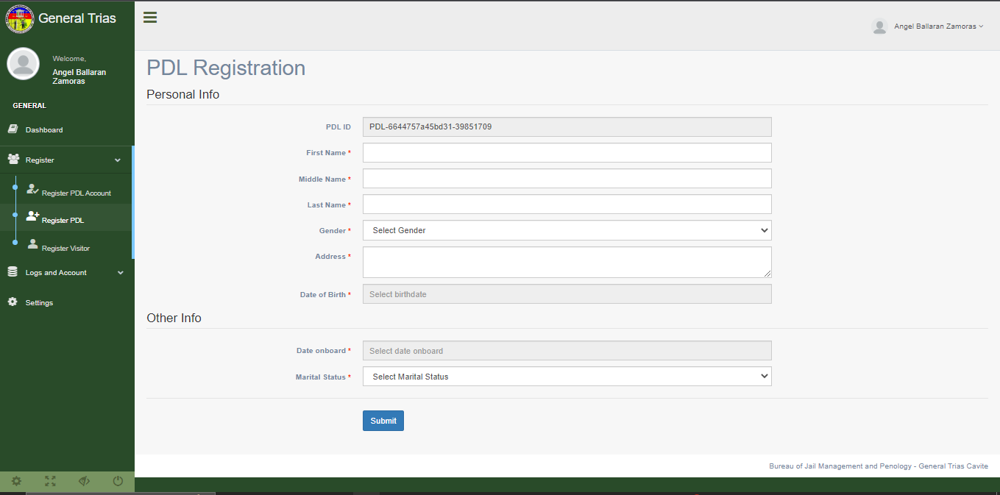 General Trias
Angel Ballaran Zamoras
Welcome,
Angel Ballaran
Zamoras
GENERAL
Dashboard
Register
Register PDL Account
Register PDL
Register Visitor
Logs and Account
Settings
PDL Registration
Personal Info
PDL ID PDL-6644757a45bd31-39851709
First Name *
Middle Name *
Last Name *
Gender * Select Gender
Address *
Date of Birth * Select birthdate
Other Info
Date onboard * Select date onboard
Marital Status * Select Marital Status
Submit
Bureau of Jail Management and Penology - General Trias Cavite